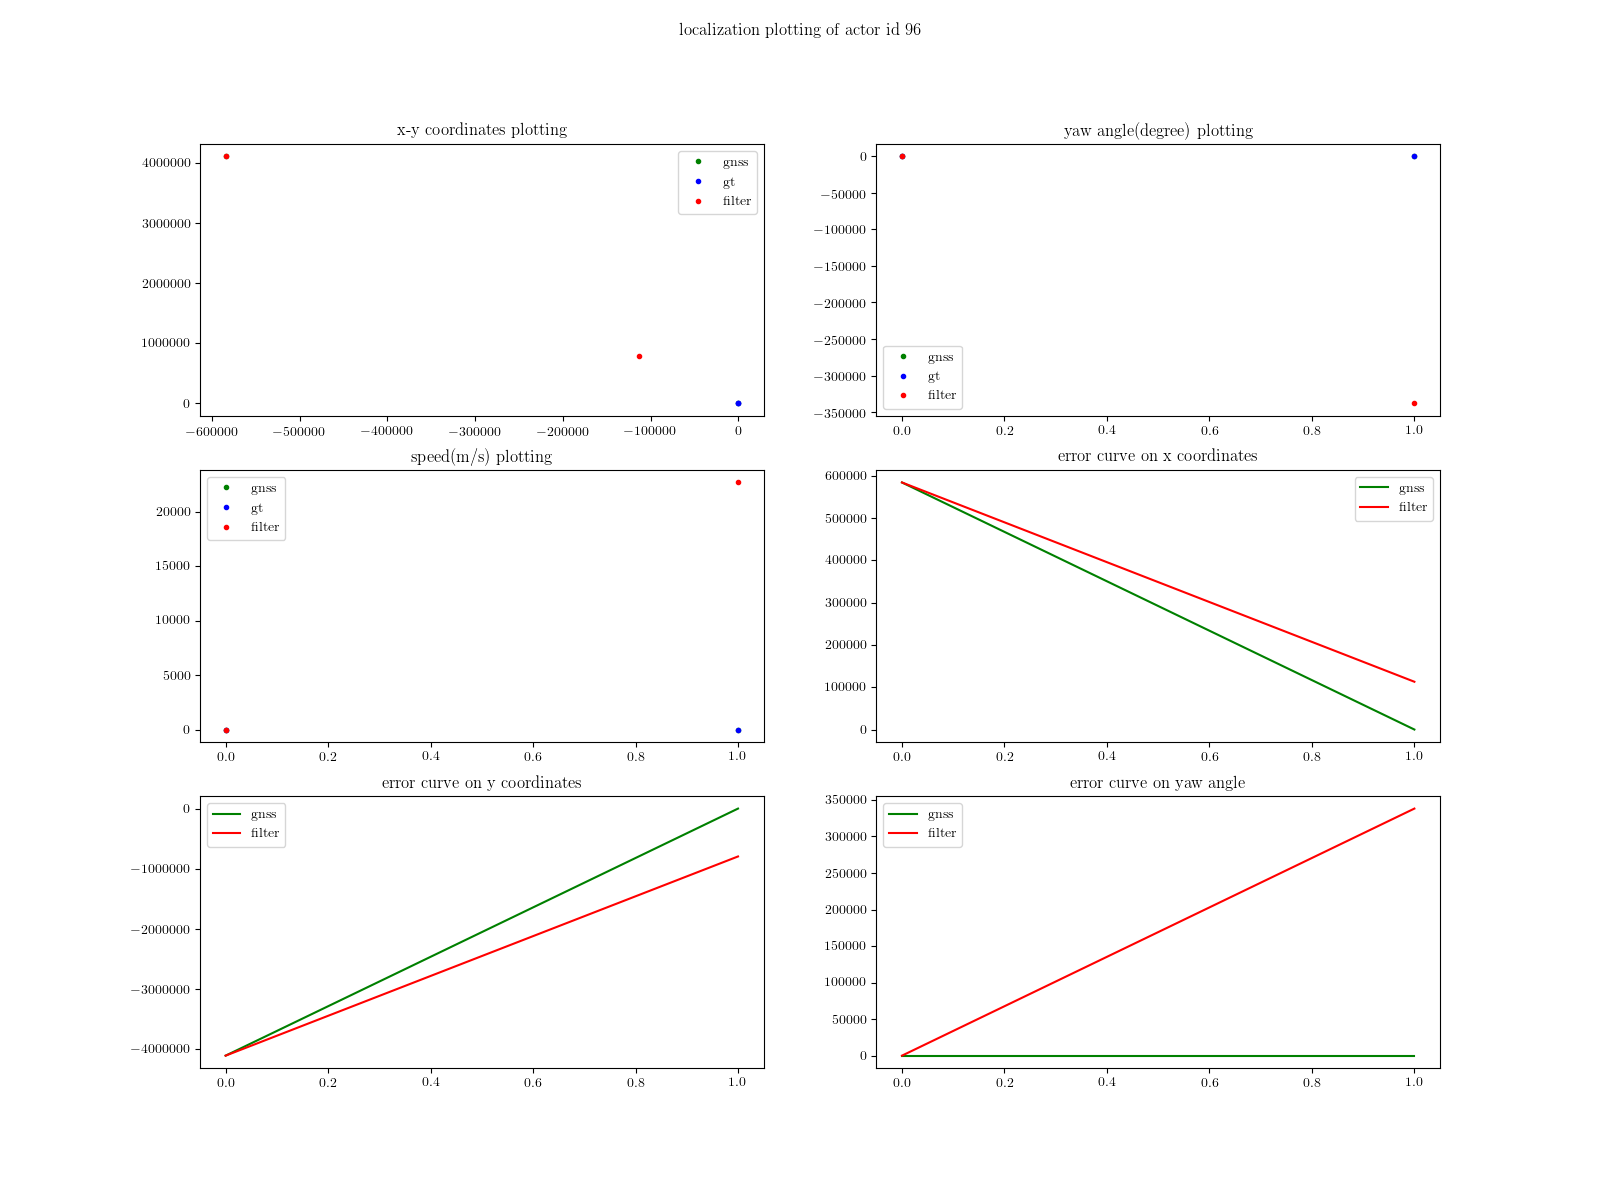 localization plotting of actor id 96
x-y coordinates plotting
4000000
3000000
2000000
1000000
0
−600000 −500000 −400000 −300000 −200000 −100000 0
gnss
gt
filter
yaw angle(degree) plotting
0
−50000
−100000
−150000
−200000
−250000
−300000
−350000
0.0 0.2 0.4 0.6 0.8 1.0
gnss
gt
filter
speed(m/s) plotting
20000
15000
10000
5000
0
0.0 0.2 0.4 0.6 0.8 1.0
gnss
gt
filter
error curve on x coordinates
600000
500000
400000
300000
200000
100000
0
0.0 0.2 0.4 0.6 0.8 1.0
gnss
filter
error curve on y coordinates
0
−1000000
−2000000
−3000000
−4000000
0.0 0.2 0.4 0.6 0.8 1.0
gnss
filter
error curve on yaw angle
350000
300000
250000
200000
150000
100000
50000
0
0.0 0.2 0.4 0.6 0.8 1.0
gnss
filter